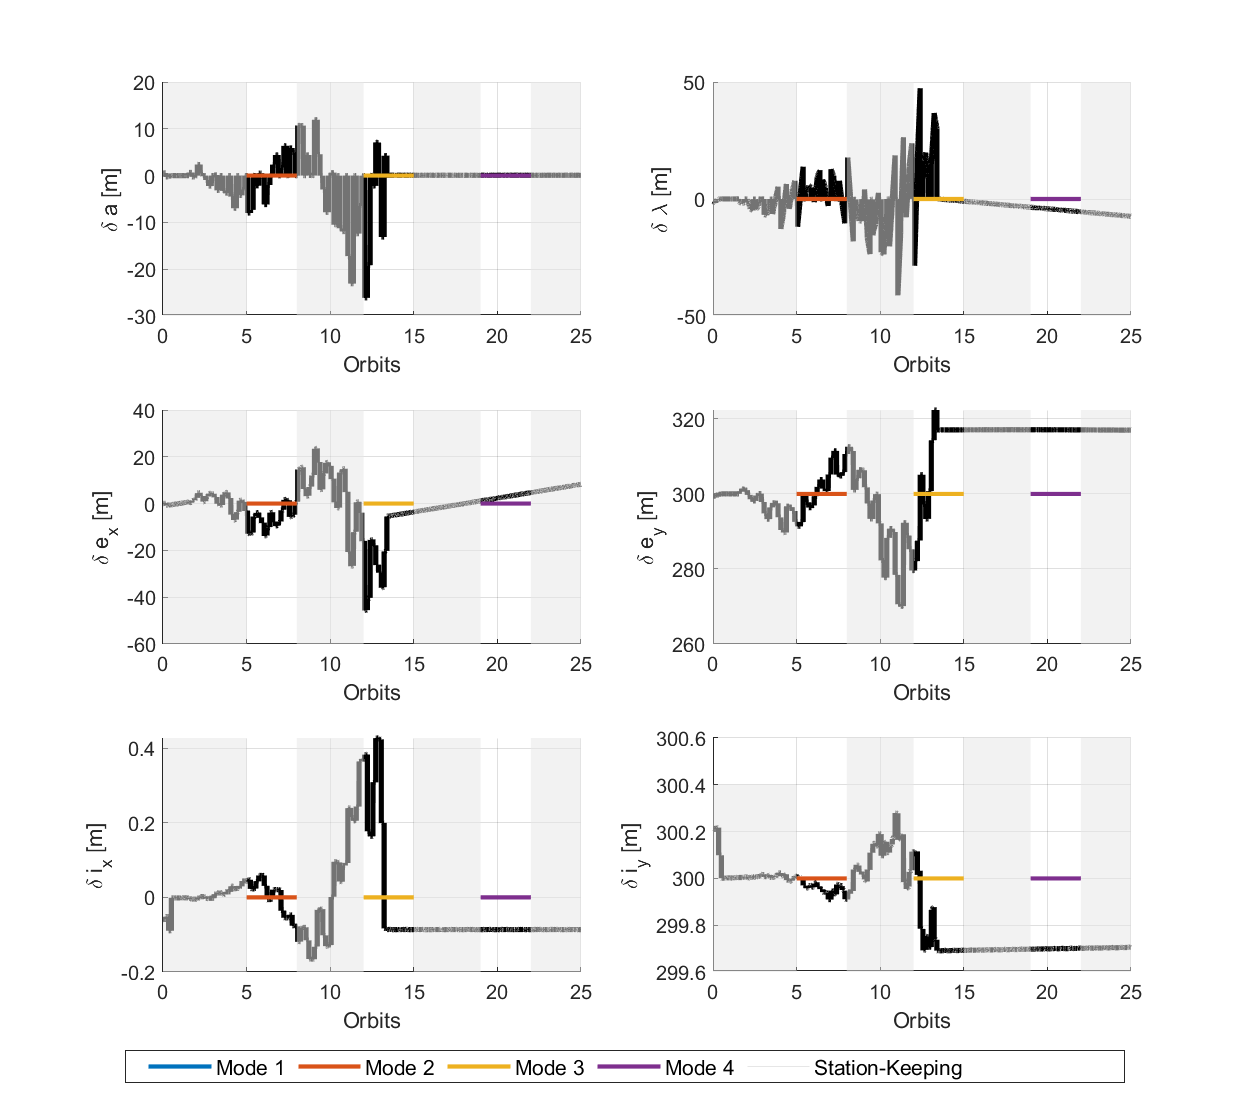 20
10
0
-10
-20
-30
δ a [m]
0 5 10 15 20 25
Orbits
50
0
-50
δ λ [m]
0 5 10 15 20 25
Orbits
40
20
0
-20
-40
-60
δ e_x [m]
0 5 10 15 20 25
Orbits
320
300
280
260
δ e_y [m]
0 5 10 15 20 25
Orbits
0.4
0.2
0
-0.2
δ i_x [m]
0 5 10 15 20 25
Orbits
300.6
300.4
300.2
300
299.8
299.6
δ i_y [m]
0 5 10 15 20 25
Orbits
Mode 1 Mode 2 Mode 3 Mode 4 Station-Keeping